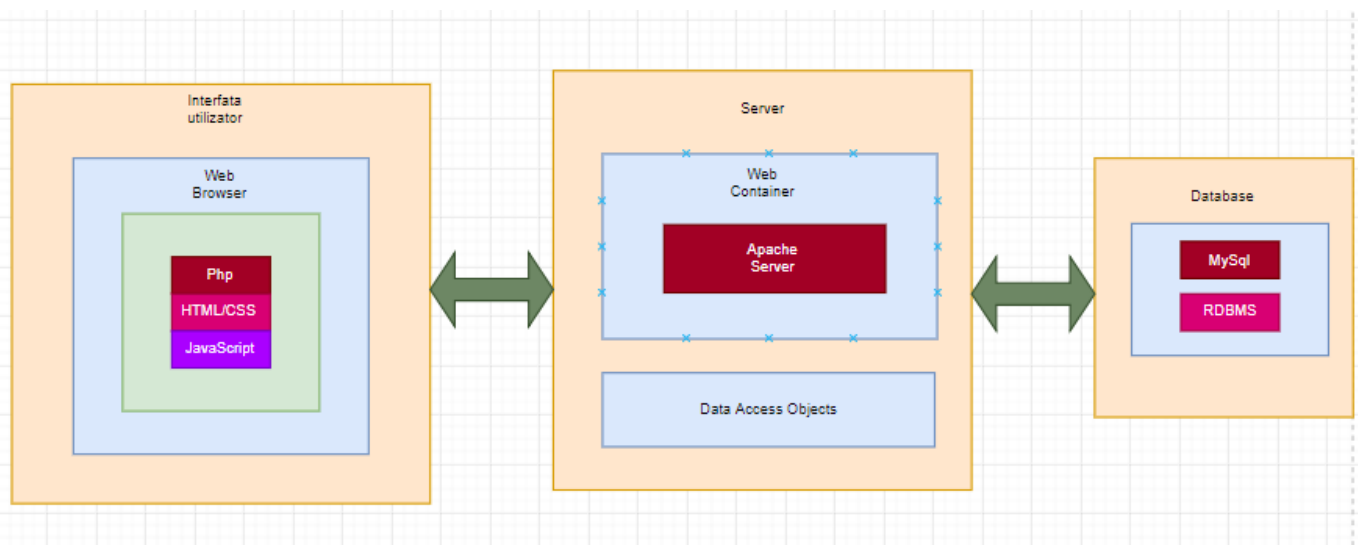 Interfata
utilizator
Web
Browser
Php
HTML/CSS
JavaScript
Server
Web
Container
Apache
Server
Data Access Objects
Database
MySql
RDBMS